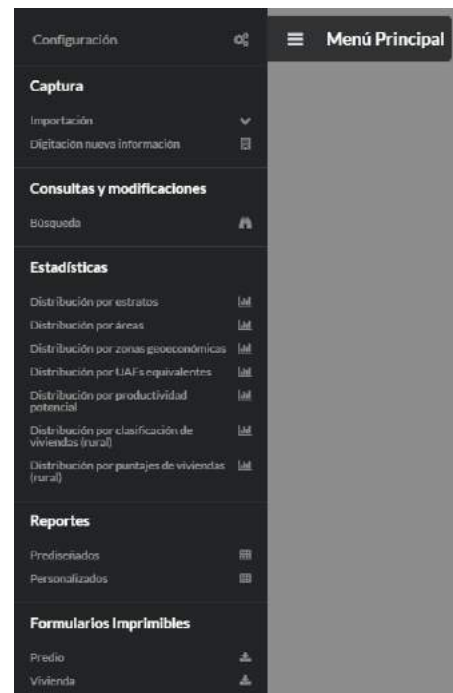 Configuración
Menú Principal
Captura
Importación
Digitación nueva información
Consultas y modificaciones
Búsqueda
Estadísticas
Distribución por estratos
Distribución por áreas
Distribución por zonas geoeconómicas
Distribución por UAFs equivalentes
Distribución por productividad
potencial
Distribución por clasificación de
viviendas (rural)
Distribución por puntajes de viviendas
(rural)
Reportes
Prediseñados
Personalizados
Formularios Imprimibles
Predio
Vivienda